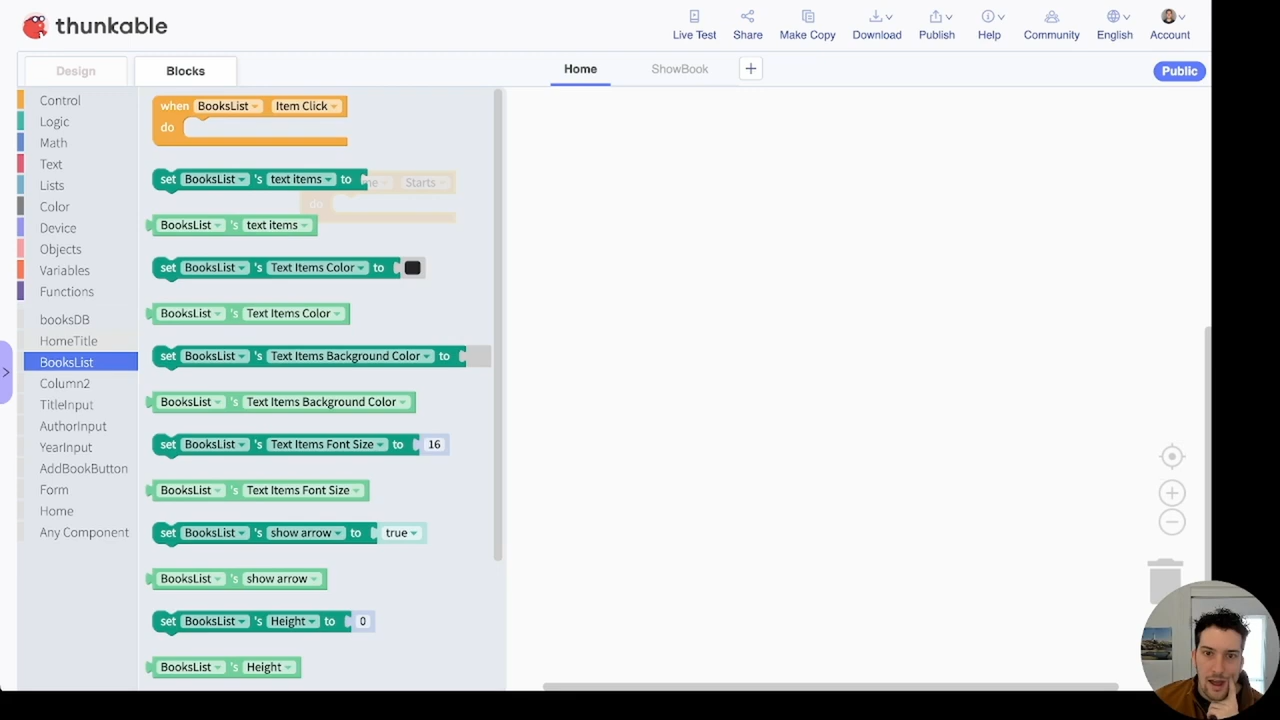 thunkable
Live Test
Share
Make Copy
Download
Publish
Help
Community
English
Account
Design
Blocks
Home
ShowBook
+
Public
Control
Logic
Math
Text
Lists
Color
Device
Objects
Variables
Functions
booksDB
HomeTitle
BooksList
Column2
TitleInput
AuthorInput
YearInput
AddBookButton
Form
Home
Any Component
when BooksList Item Click
do
set BooksList 's text items to
Starts
do
BooksList 's text items
set BooksList 's Text Items Color to
BooksList 's Text Items Color
set BooksList 's Text Items Background Color to
BooksList 's Text Items Background Color
set BooksList 's Text Items Font Size to 16
BooksList 's Text Items Font Size
set BooksList 's show arrow to true
BooksList 's show arrow
set BooksList 's Height to 0
BooksList 's Height